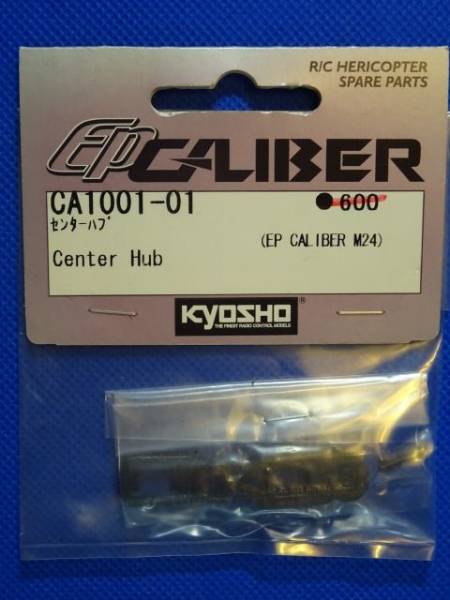 R/C HERICOPTER
SPARE PARTS
EP CALIBER
CA1001-01
●600
ｾﾝﾀｰﾊﾌﾞ
(EP CALIBER M24)
Center Hub
KYOSHO®
THE FINEST RADIO CONTROL MODELS